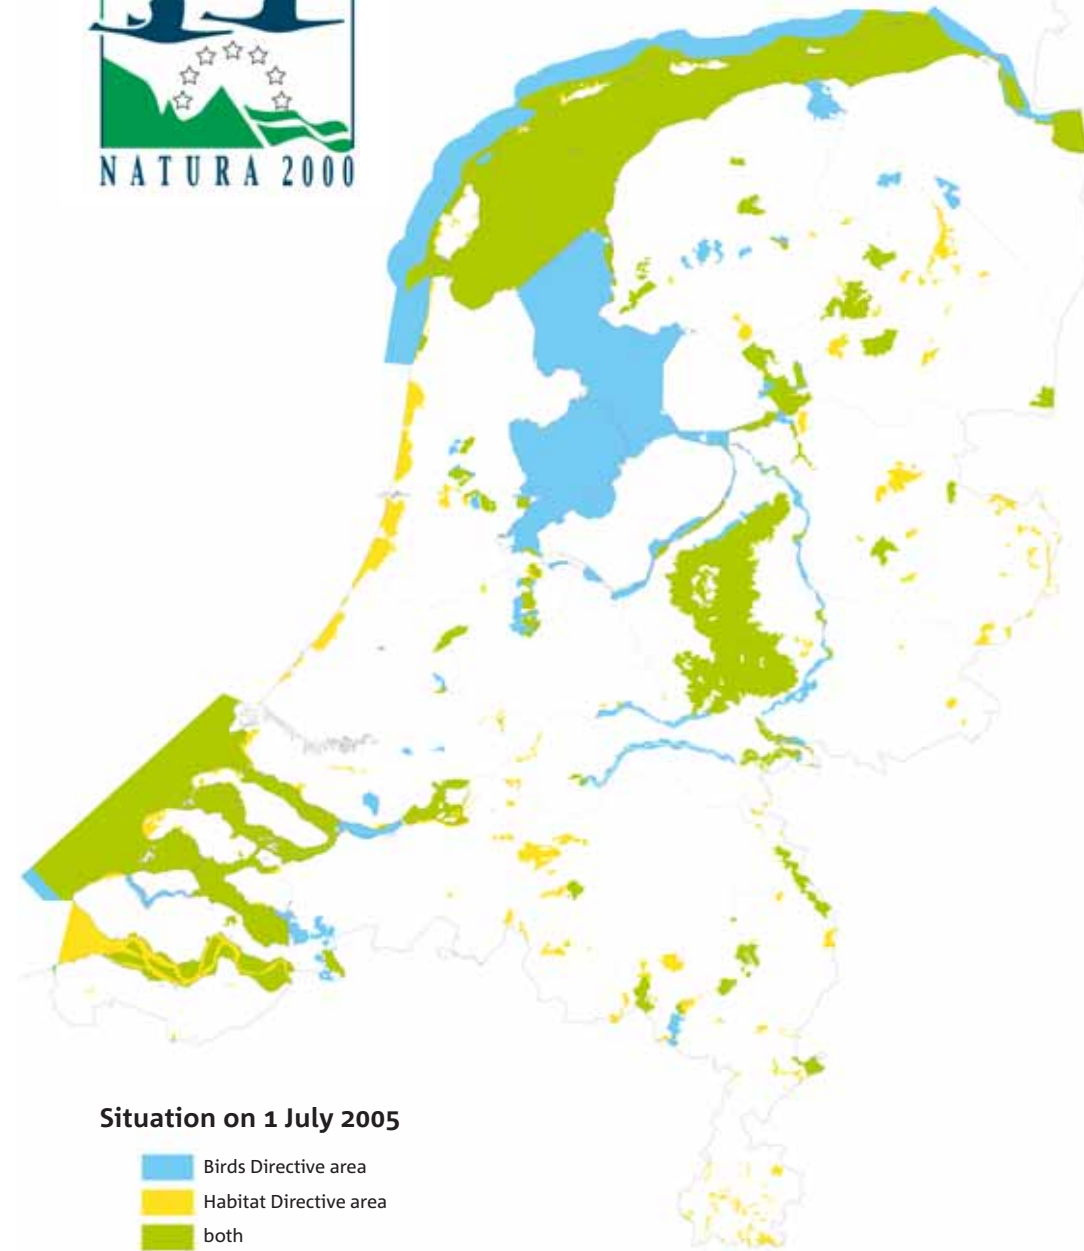 NATURA 2000
Situation on 1 July 2005
Birds Directive area
Habitat Directive area
both